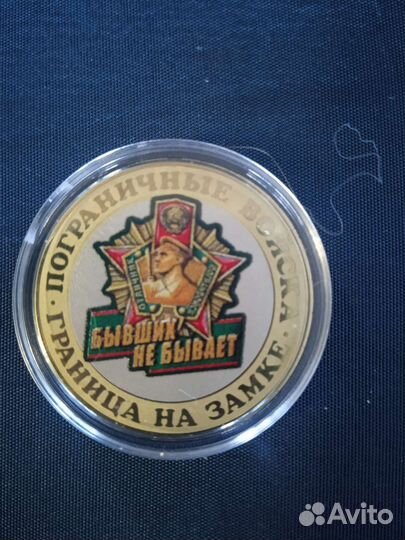 ПОГРАНИЧНЫЕ ВОЙСКА
БЫВШИХ
НЕ БЫВАЕТ
ГРАНИЦА НА ЗАМКЕ
Avito